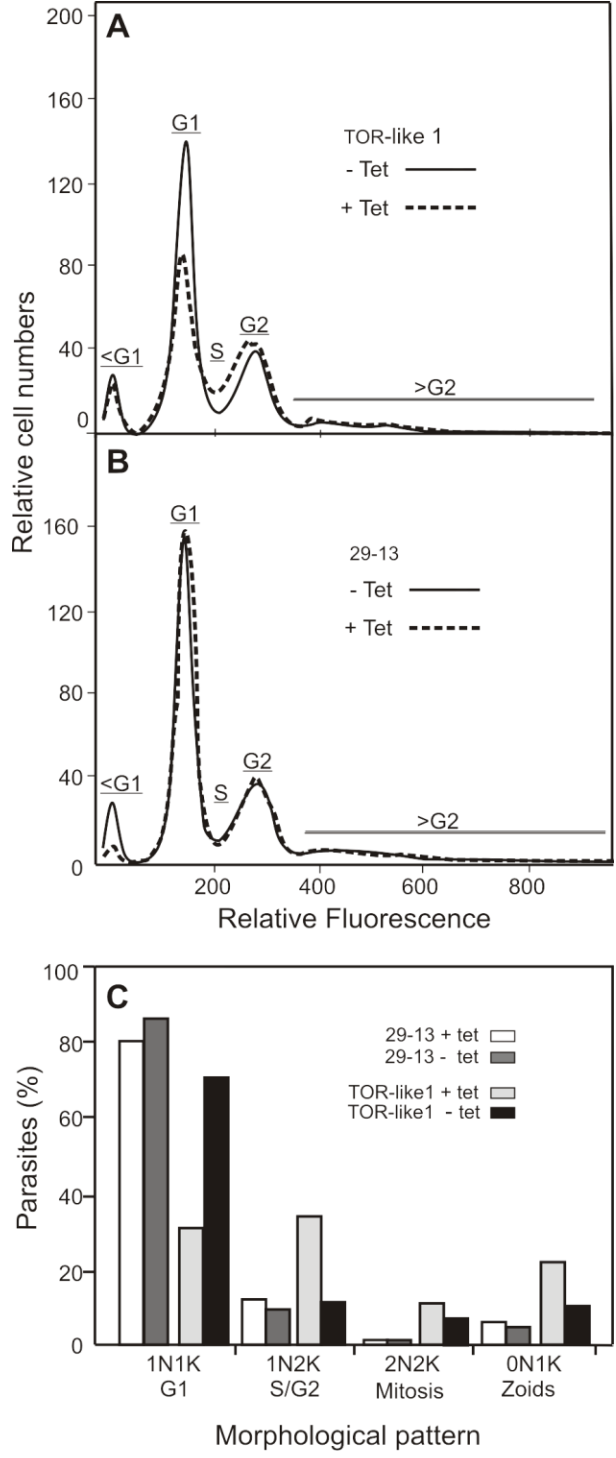 A
200
160
120
80
40
0
G1
<G1
S
G2
>G2
TOR-like 1
- Tet
+ Tet
Relative cell numbers
B
160
120
80
40
0
G1
<G1
S
G2
>G2
29-13
- Tet
+ Tet
200 400 600 800
Relative Fluorescence
C
100
80
60
40
20
0
Parasites (%)
29-13 + tet
29-13 - tet
TOR-like1 + tet
TOR-like1 - tet
1N1K 1N2K 2N2K 0N1K
G1 S/G2 Mitosis Zoids
Morphological pattern